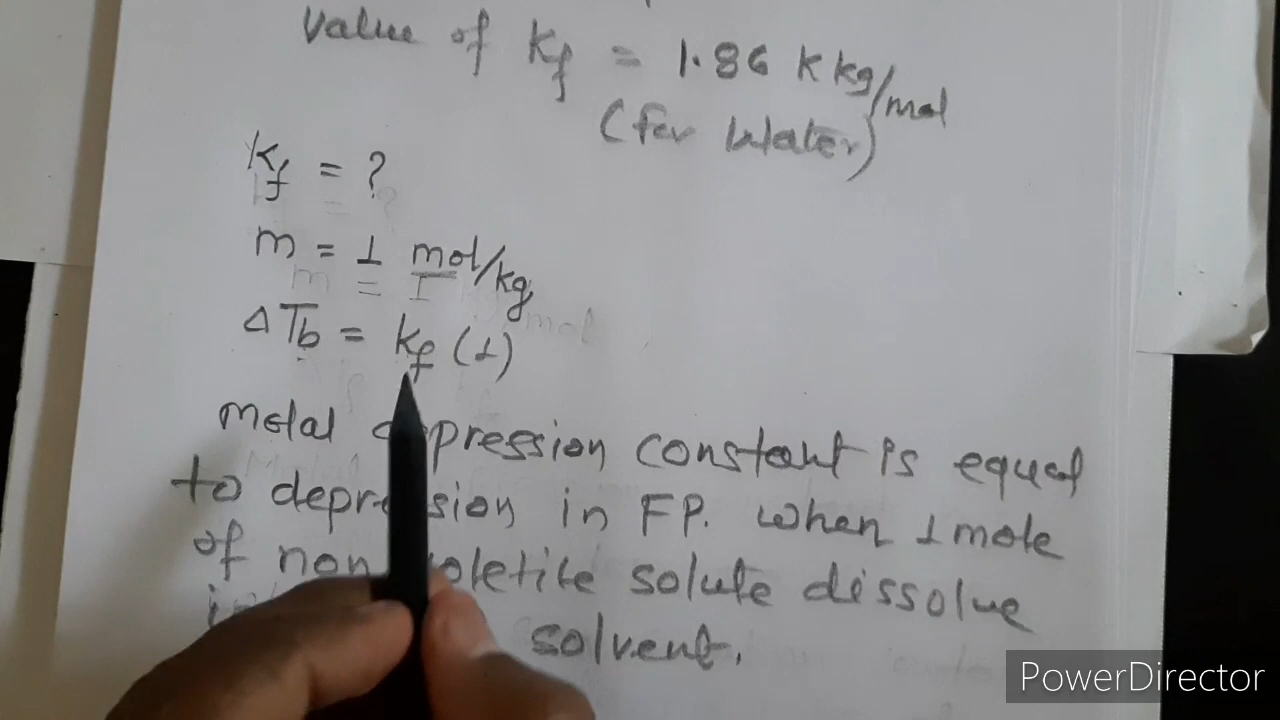 Value of Kf = 1.86 K kg/mol
(for Water)
Kf = ?
m = 1 mol/kg
ΔTb = Kf (1)
molal depression constant is equal
to depression in FP. when 1 mole
of non voletile solute dissolve
solvent.
PowerDirector